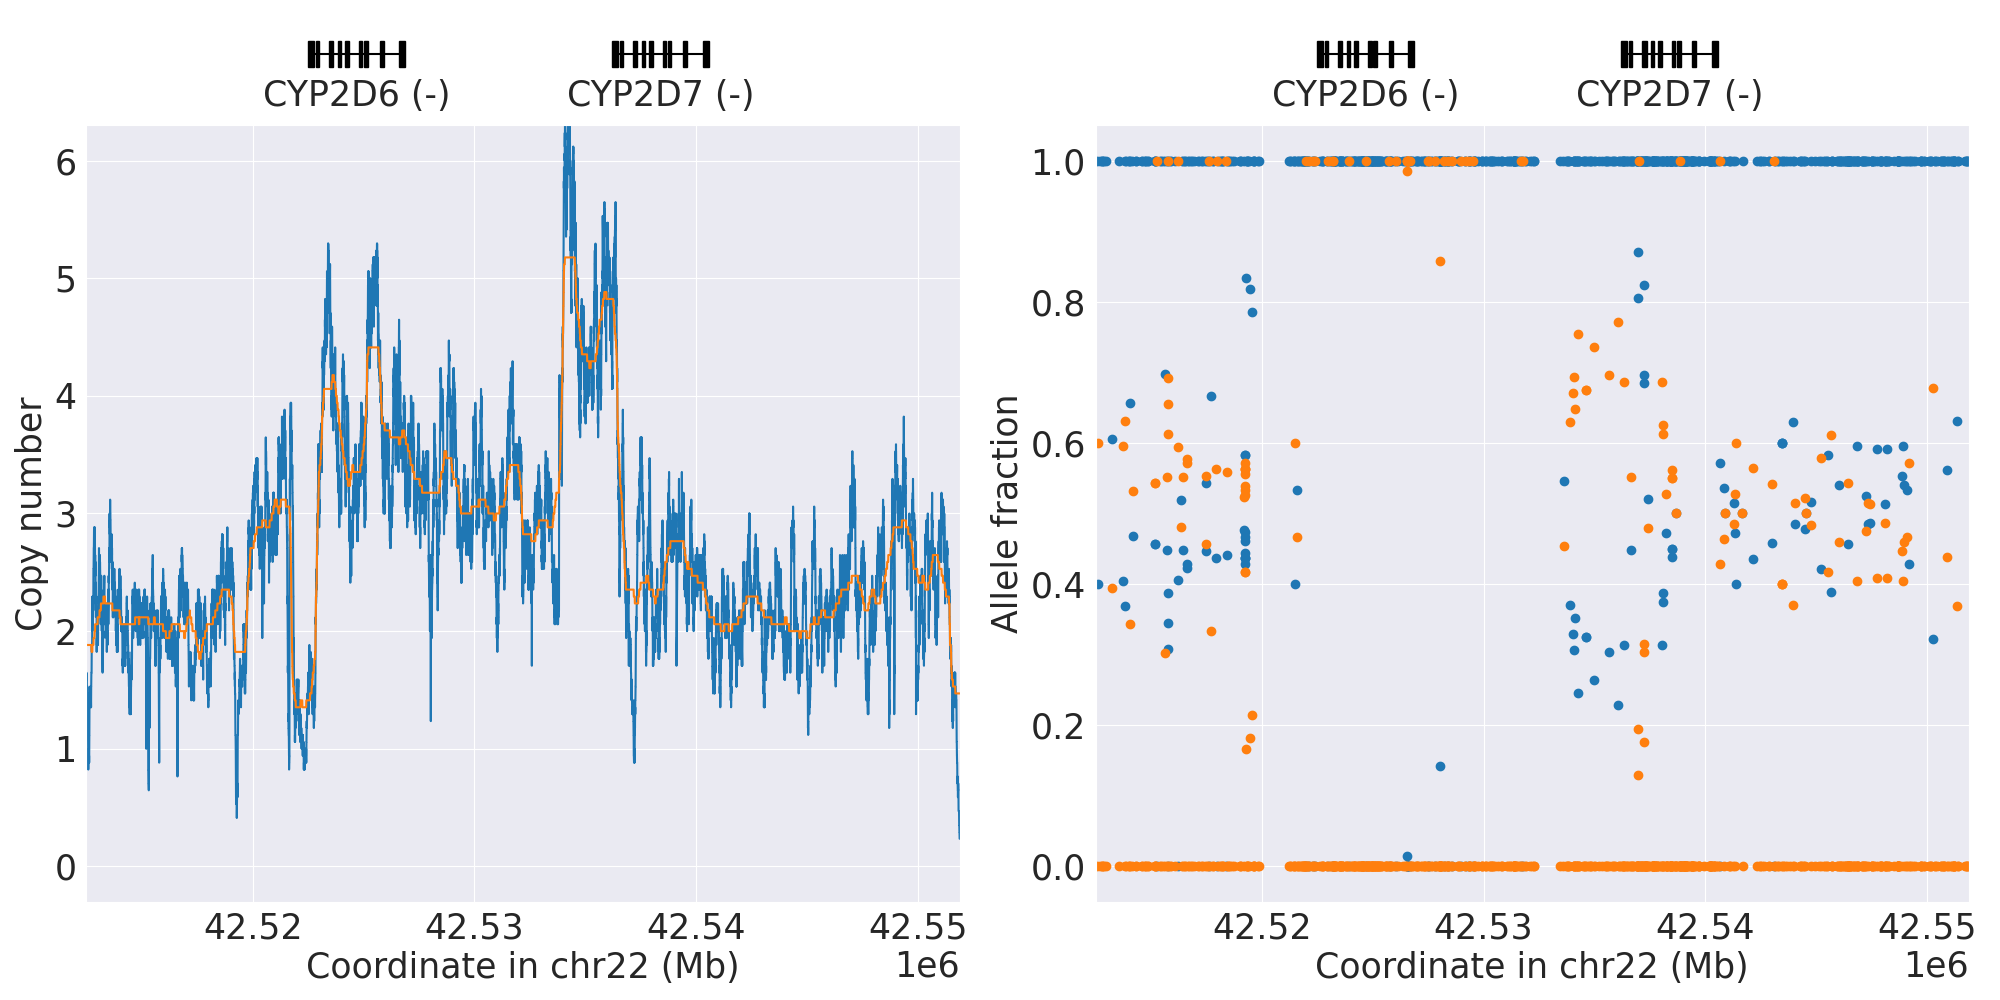 CYP2D6 (-) CYP2D7 (-)
6
5
4
3
2
1
0
Copy number
42.52 42.53 42.54 42.55
Coordinate in chr22 (Mb) 1e6
CYP2D6 (-) CYP2D7 (-)
1.0
0.8
0.6
0.4
0.2
0.0
Allele fraction
42.52 42.53 42.54 42.55
Coordinate in chr22 (Mb) 1e6